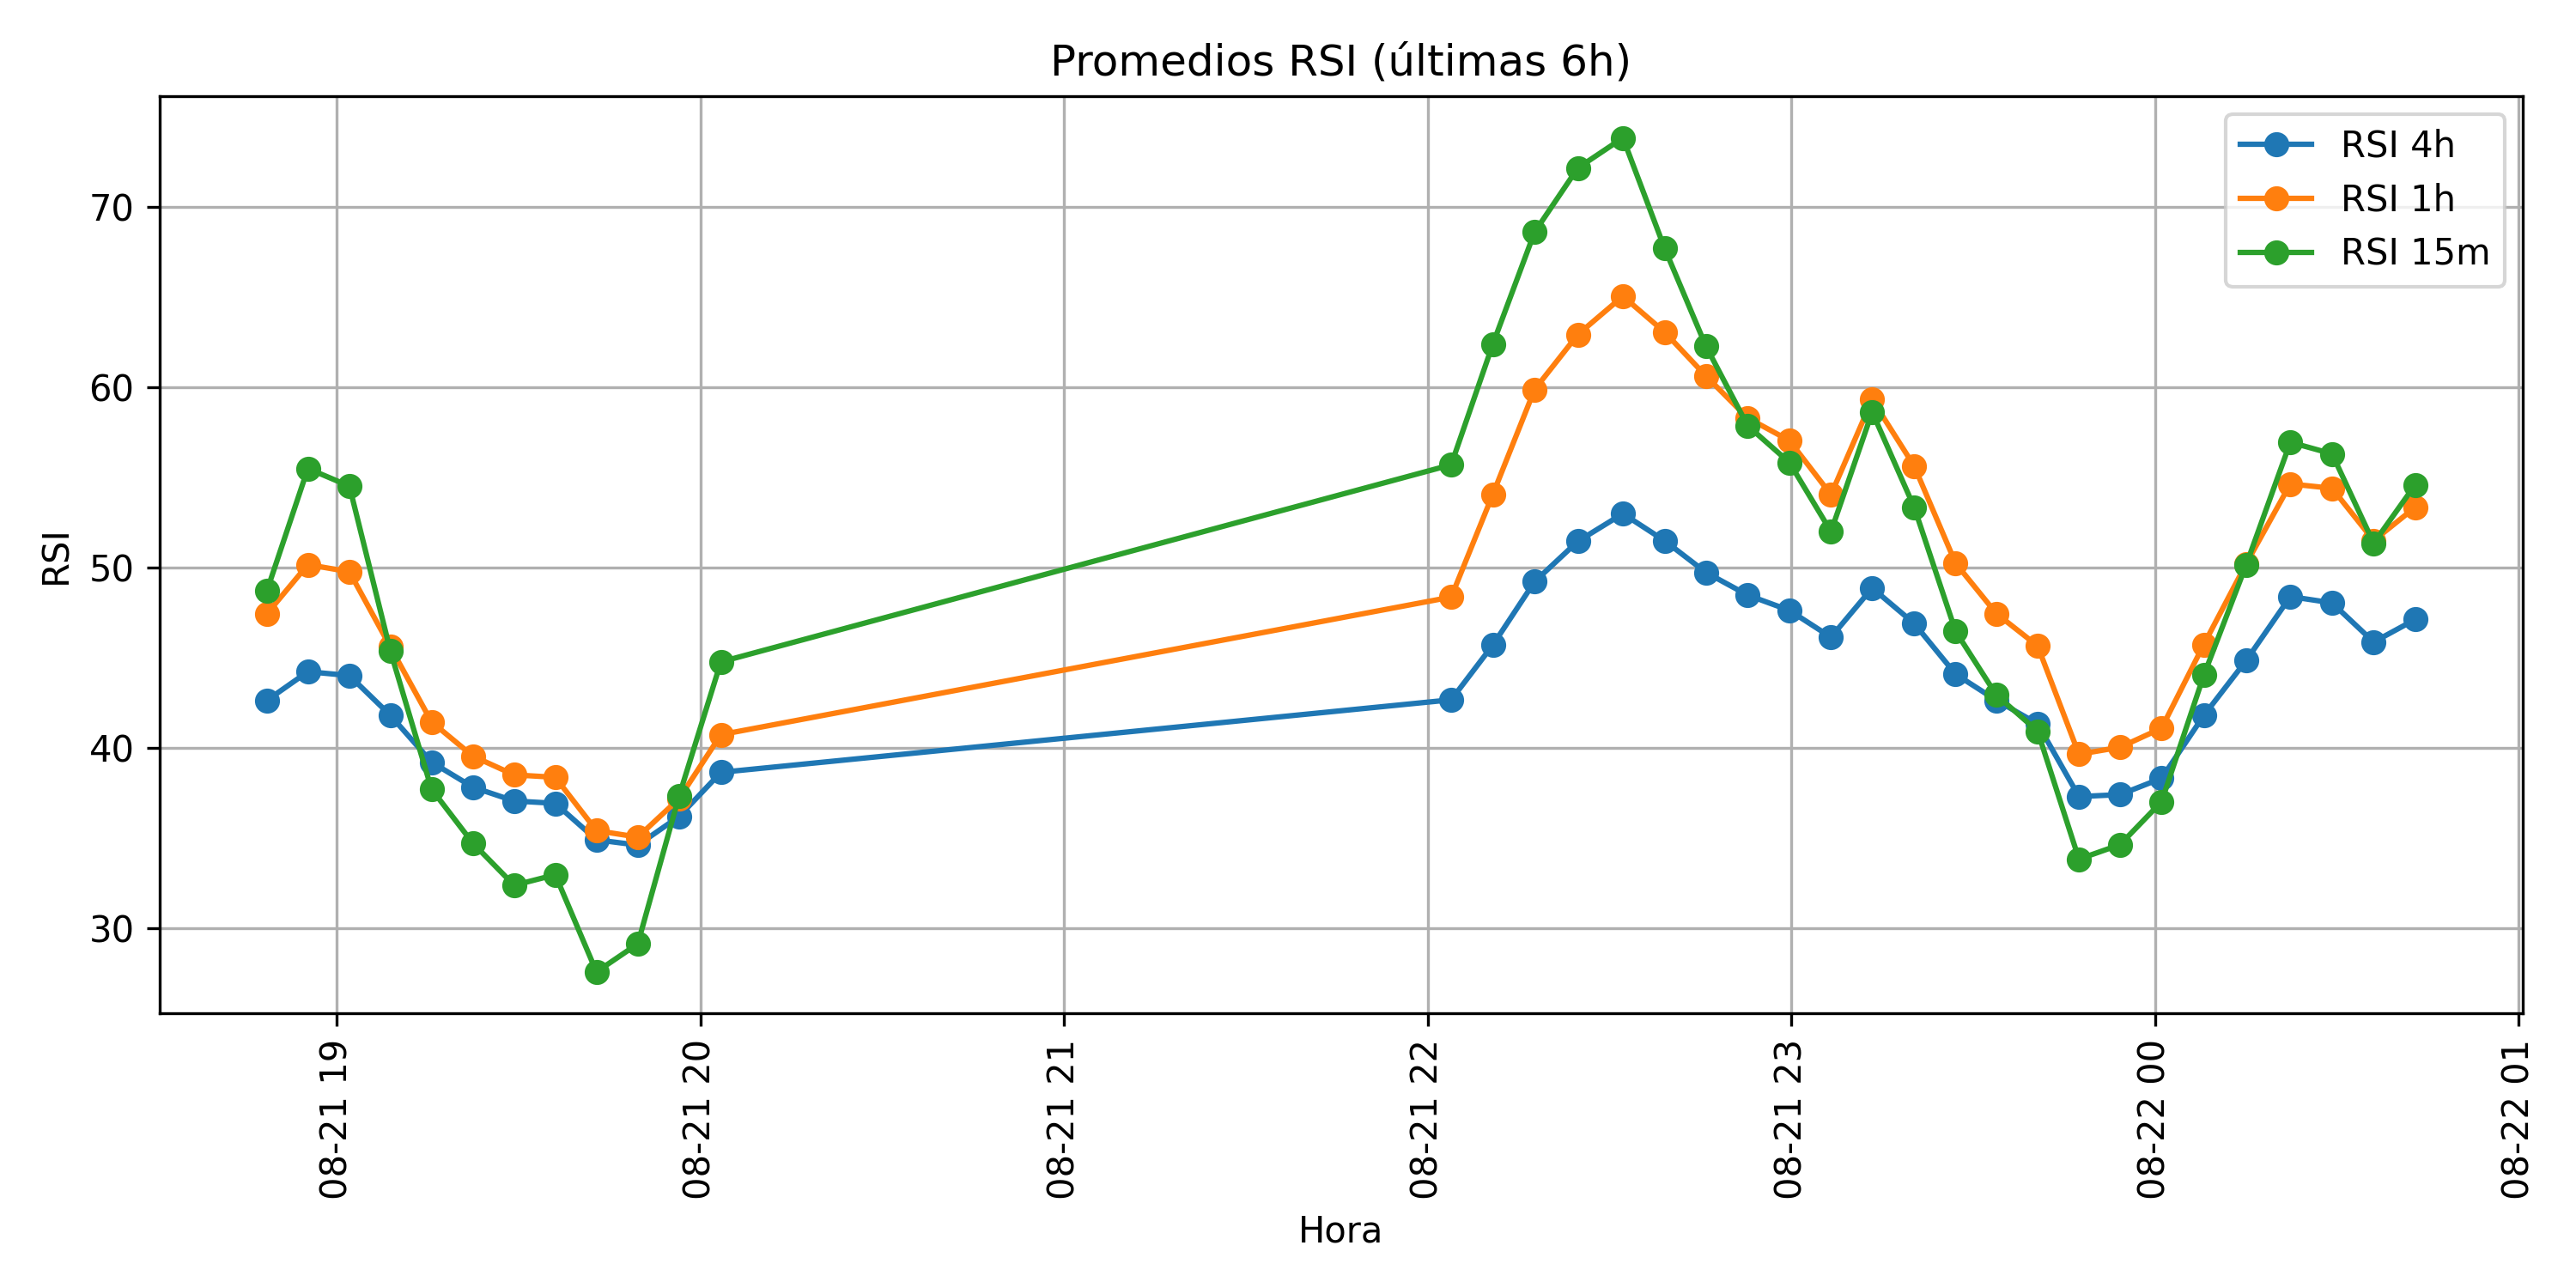 Promedios RSI (últimas 6h)
RSI 4h
RSI 1h
RSI 15m
RSI
70
60
50
40
30
08-21 19
08-21 20
08-21 21
08-21 22
08-21 23
08-22 00
08-22 01
Hora